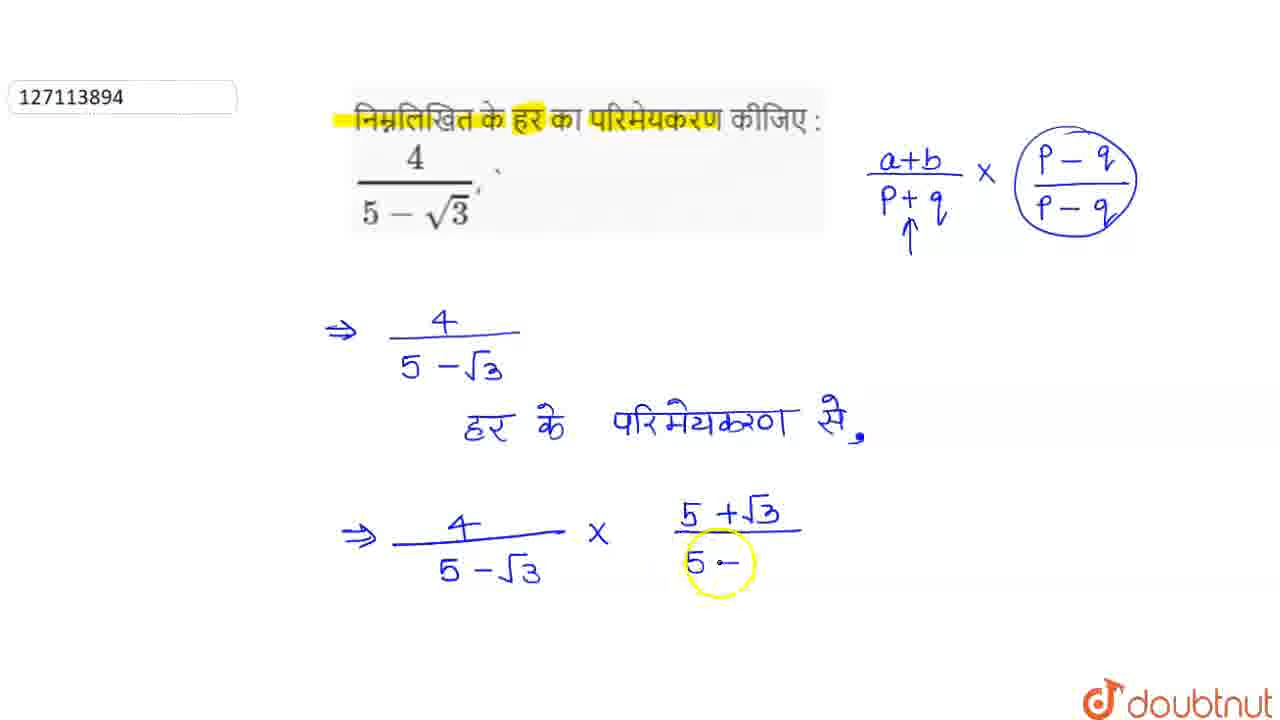 127113894
निम्नलिखित के हर का परिमेयकरण कीजिए :
4
5 − √3
a+b × p − q
p + q p − q
↑
⇒ 4
5 − √3
हर के परिमेयकरण से,
⇒ 4 × 5 + √3
5 − √3 5 −
doubtnut